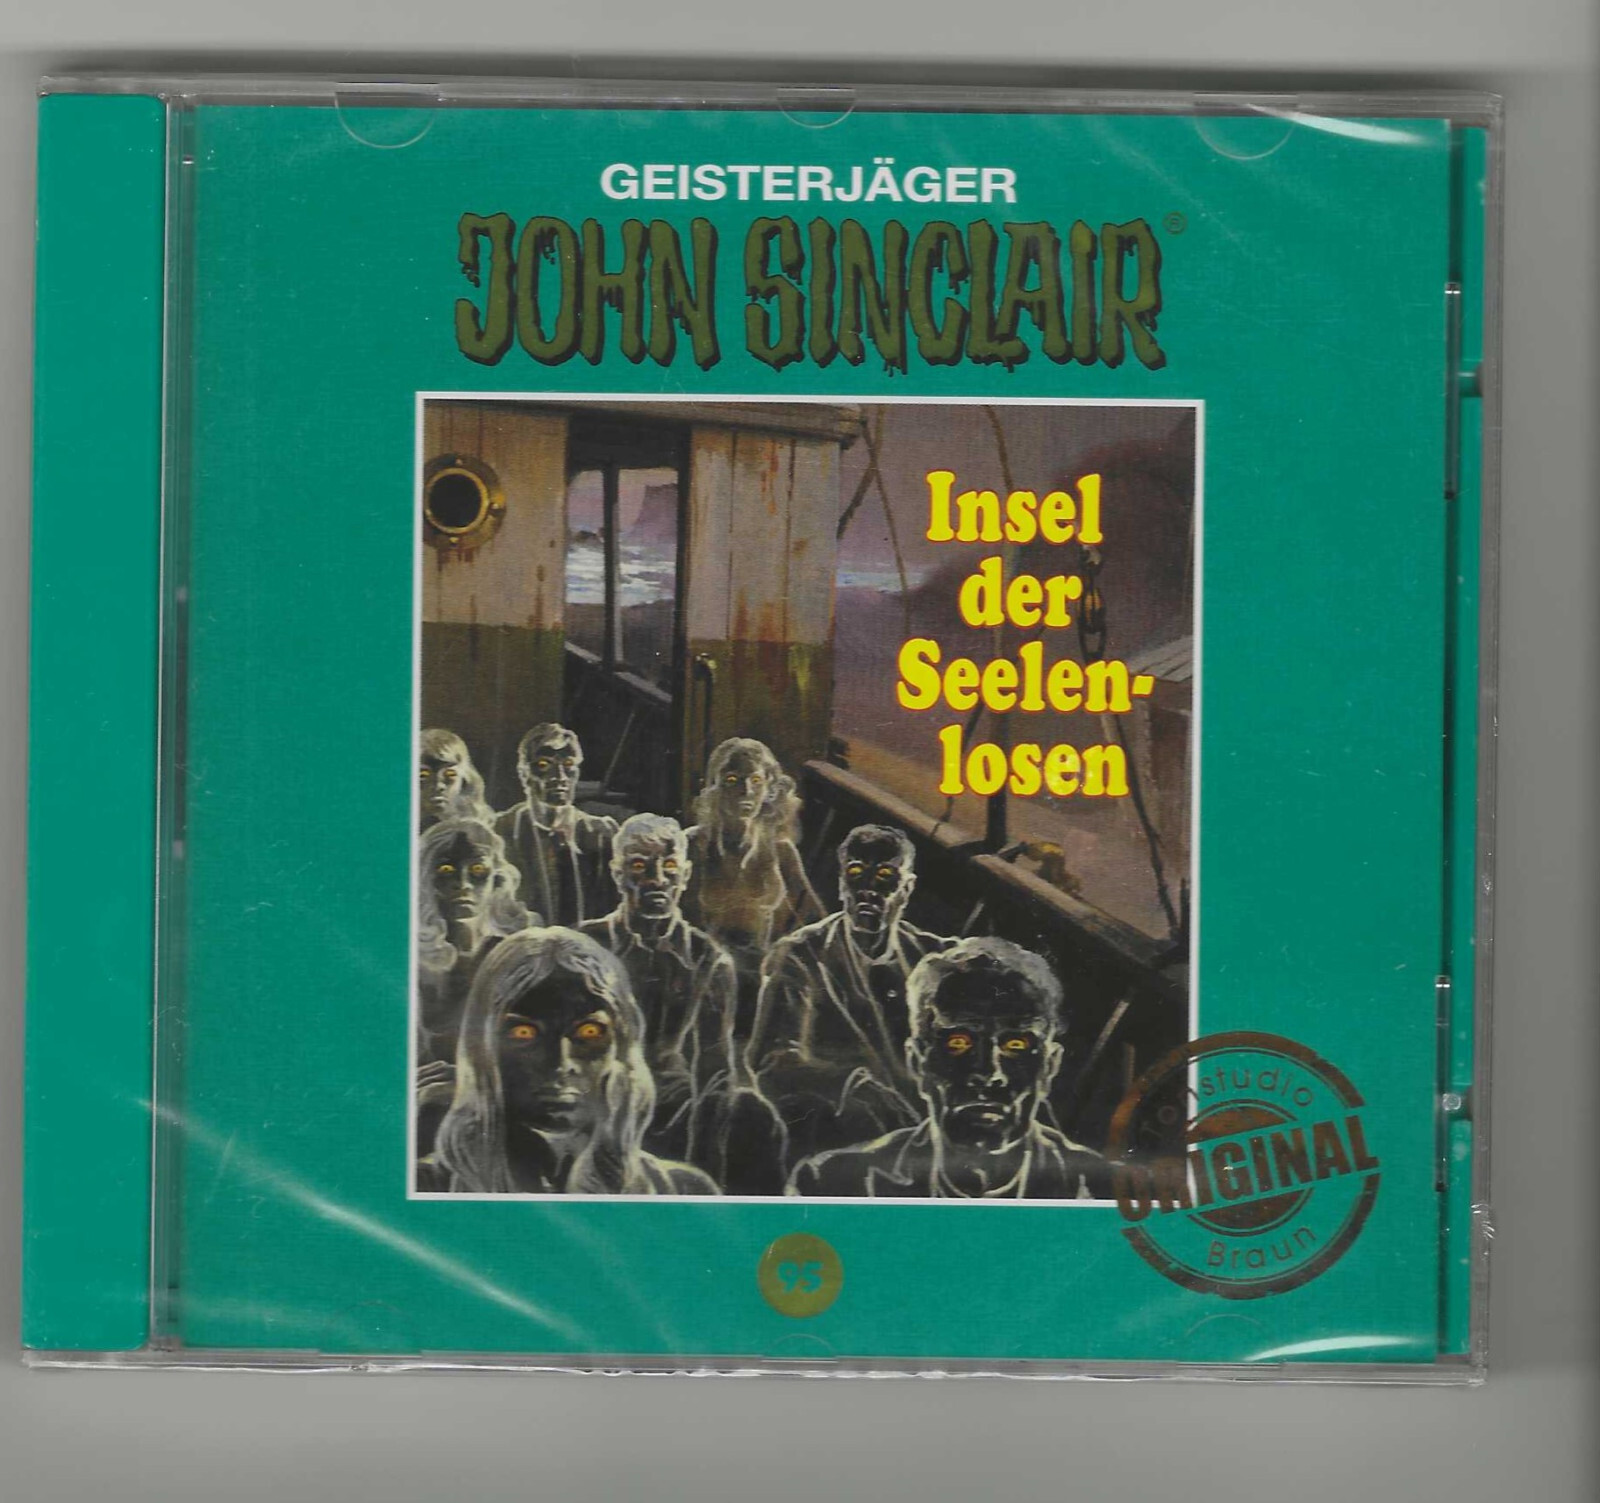 GEISTERJÄGER
JOHN SINCLAIR®
Insel
der
Seelen-
losen
Tonstudio
ORIGINAL
Braun
95